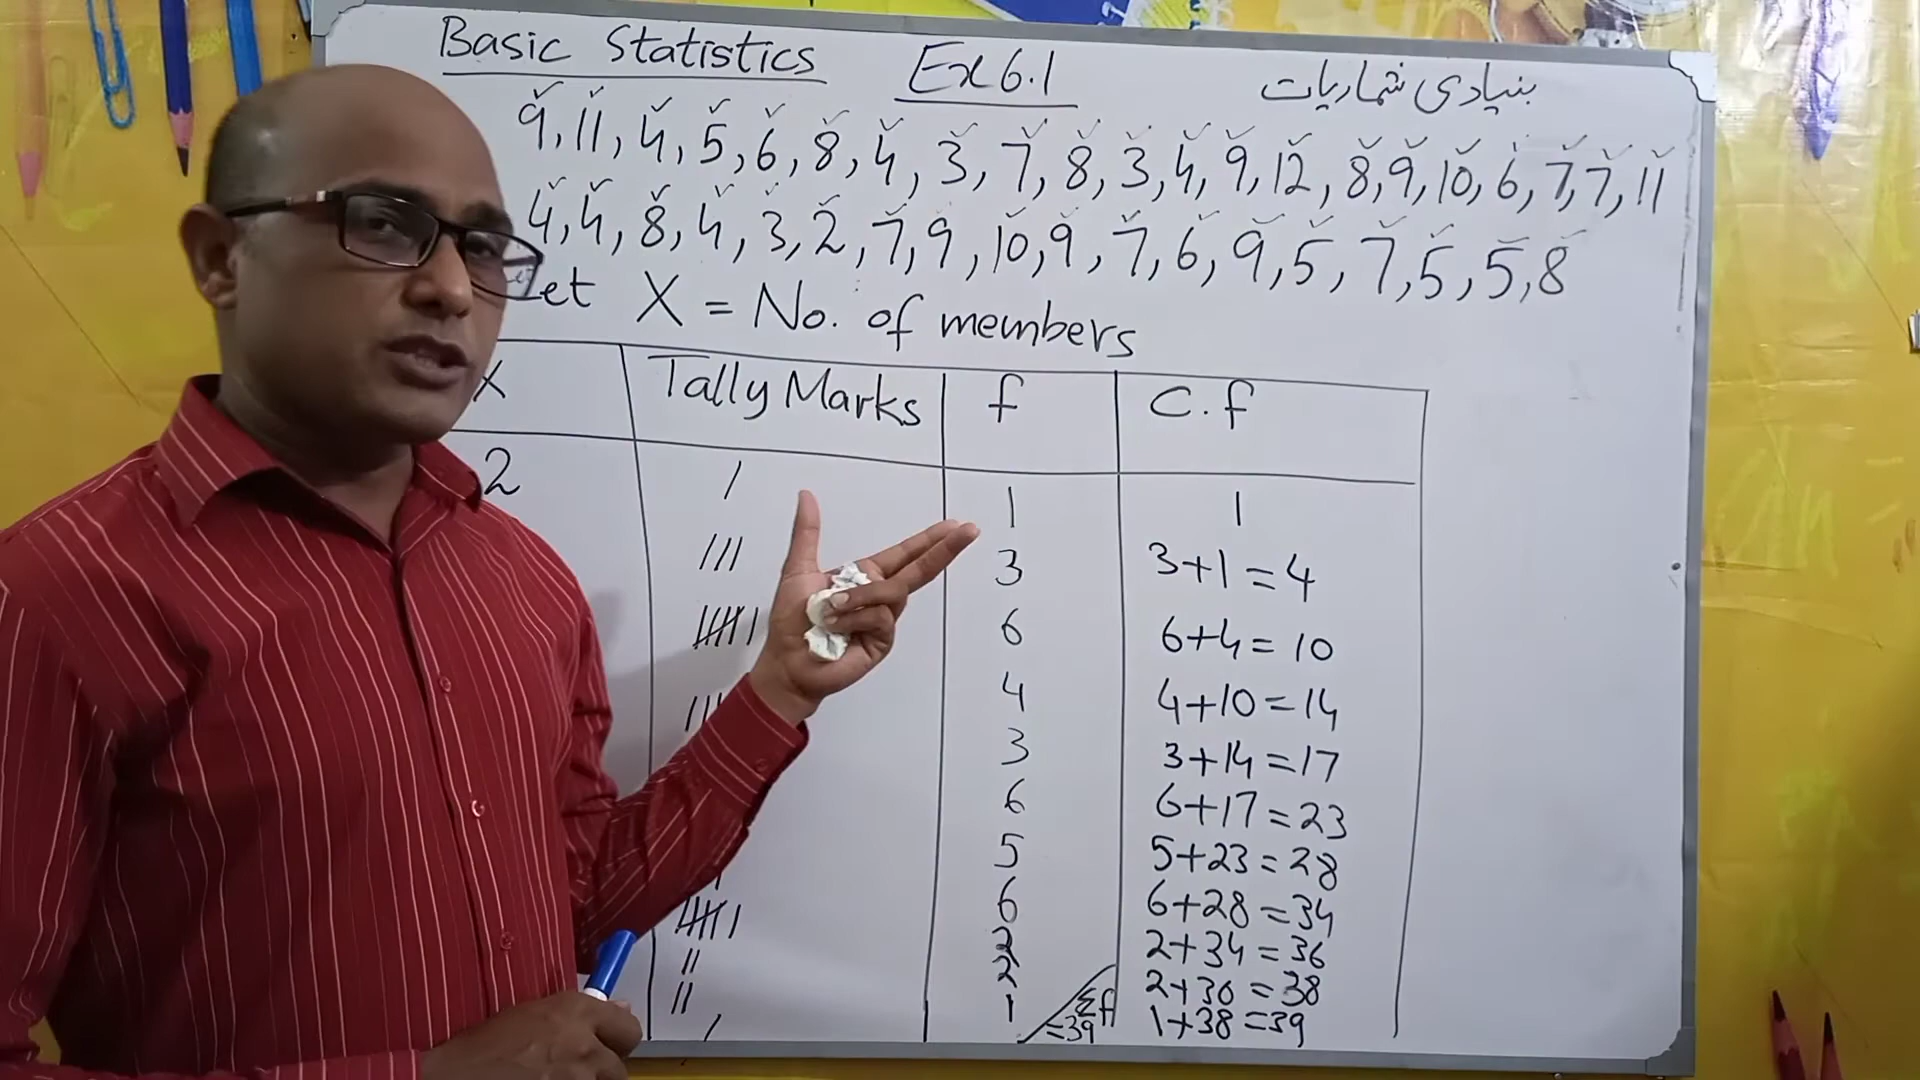 Basic Statistics Ex 6.1 بنیادی شماریات
9, 11, 4, 5, 6, 8, 4, 3, 7, 8, 3, 4, 9, 12, 8, 9, 10, 6, 7, 7, 11
4, 4, 8, 4, 3, 2, 7, 9, 10, 9, 7, 6, 9, 5, 7, 5, 5, 8
Let X = No. of members
X Tally Marks f C.f
2 / 1 1
/// 3 3+1=4
6 6+4=10
4 4+10=14
3 3+14=17
6 6+17=23
5 5+23=28
6 6+28=34
// 2 2+34=36
// 2 2+36=38
/ 1 Σf =39 1+38=39